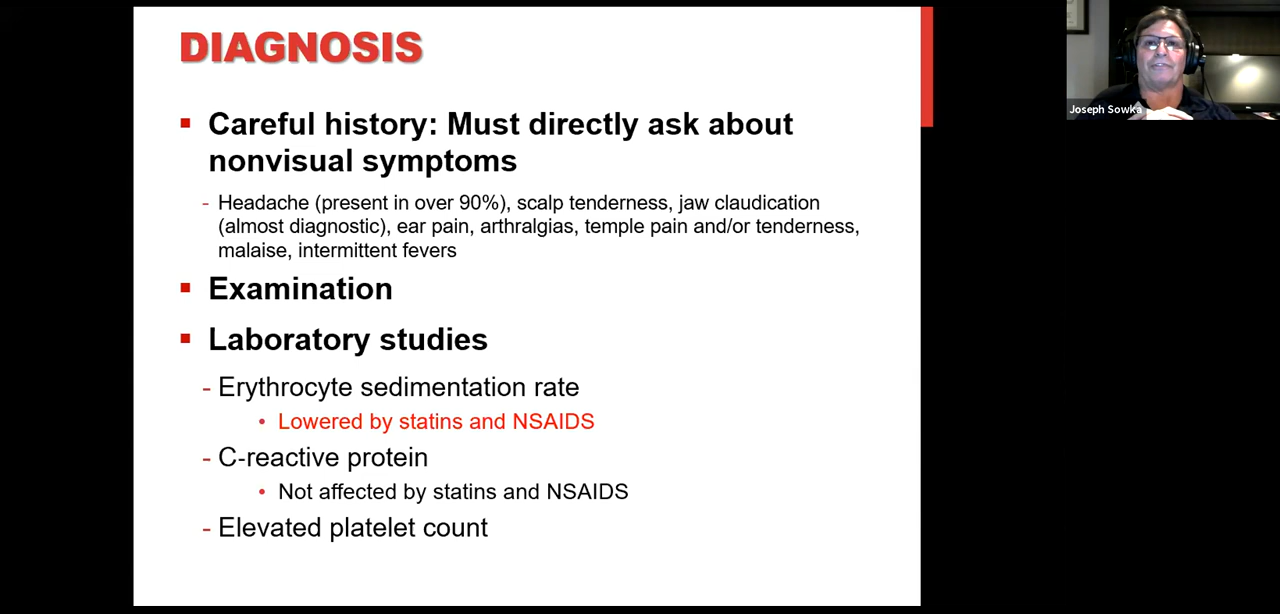 DIAGNOSIS
Careful history: Must directly ask about
nonvisual symptoms
- Headache (present in over 90%), scalp tenderness, jaw claudication
(almost diagnostic), ear pain, arthralgias, temple pain and/or tenderness,
malaise, intermittent fevers
Examination
Laboratory studies
- Erythrocyte sedimentation rate
• Lowered by statins and NSAIDS
- C-reactive protein
• Not affected by statins and NSAIDS
- Elevated platelet count
Joseph Sowka